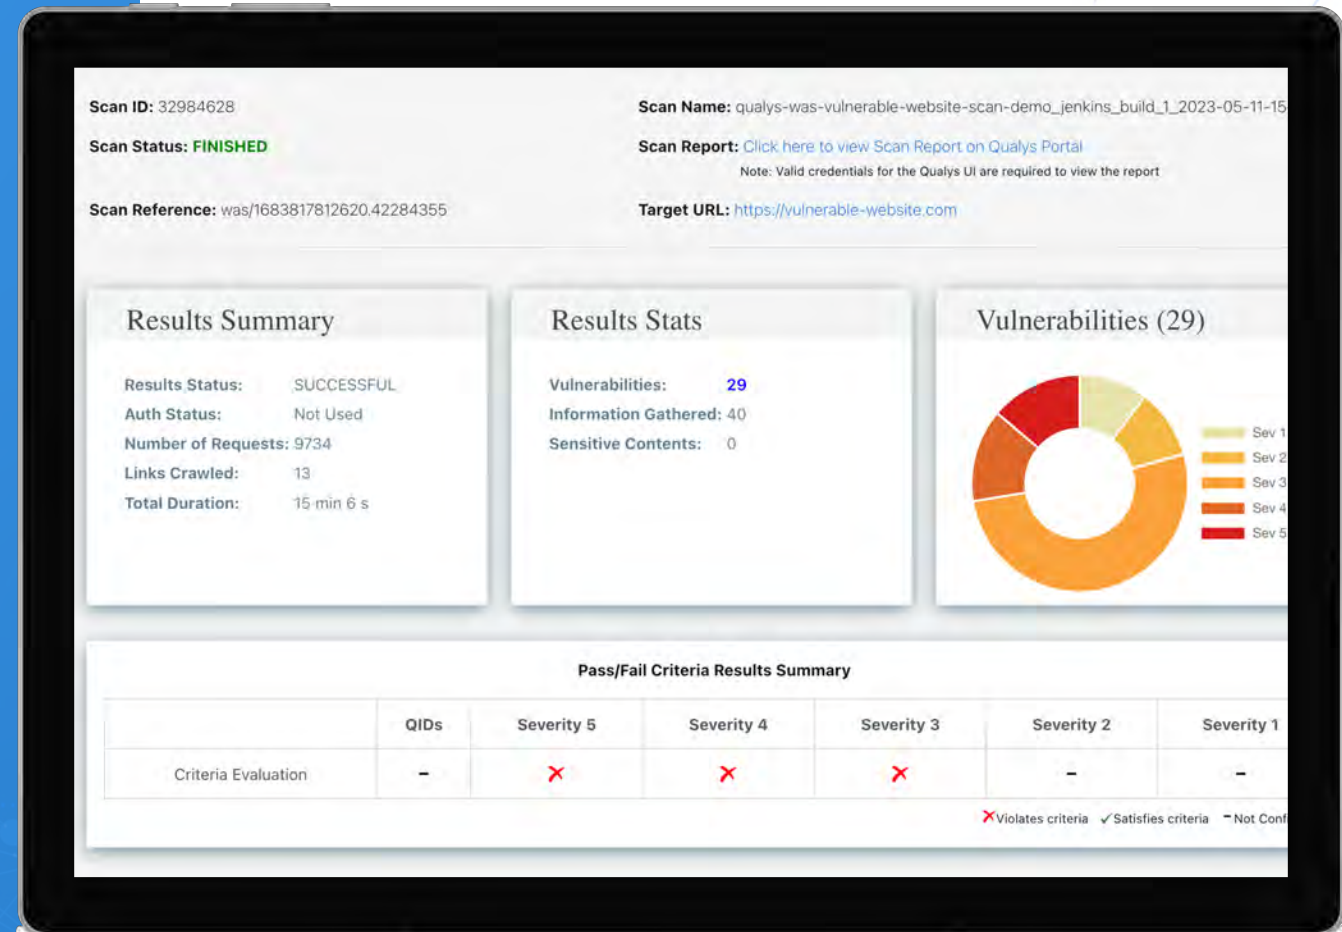 Scan ID: 32984628
Scan Name: qualys-was-vulnerable-website-scan-demo_jenkins_build_1_2023-05-11-15
Scan Status: FINISHED
Scan Report: Click here to view Scan Report on Qualys Portal
Note: Valid credentials for the Qualys UI are required to view the report
Scan Reference: was/1683817812620.42284355
Target URL: https://vulnerable-website.com
Results Summary
Results Status: SUCCESSFUL
Auth Status: Not Used
Number of Requests: 9734
Links Crawled: 13
Total Duration: 15 min 6 s
Results Stats
Vulnerabilities: 29
Information Gathered: 40
Sensitive Contents: 0
Vulnerabilities (29)
Sev 1
Sev 2
Sev 3
Sev 4
Sev 5
Pass/Fail Criteria Results Summary
QIDs Severity 5 Severity 4 Severity 3 Severity 2 Severity 1
Criteria Evaluation - ✗ ✗ ✗ - -
✗Violates criteria ✓Satisfies criteria -Not Conf